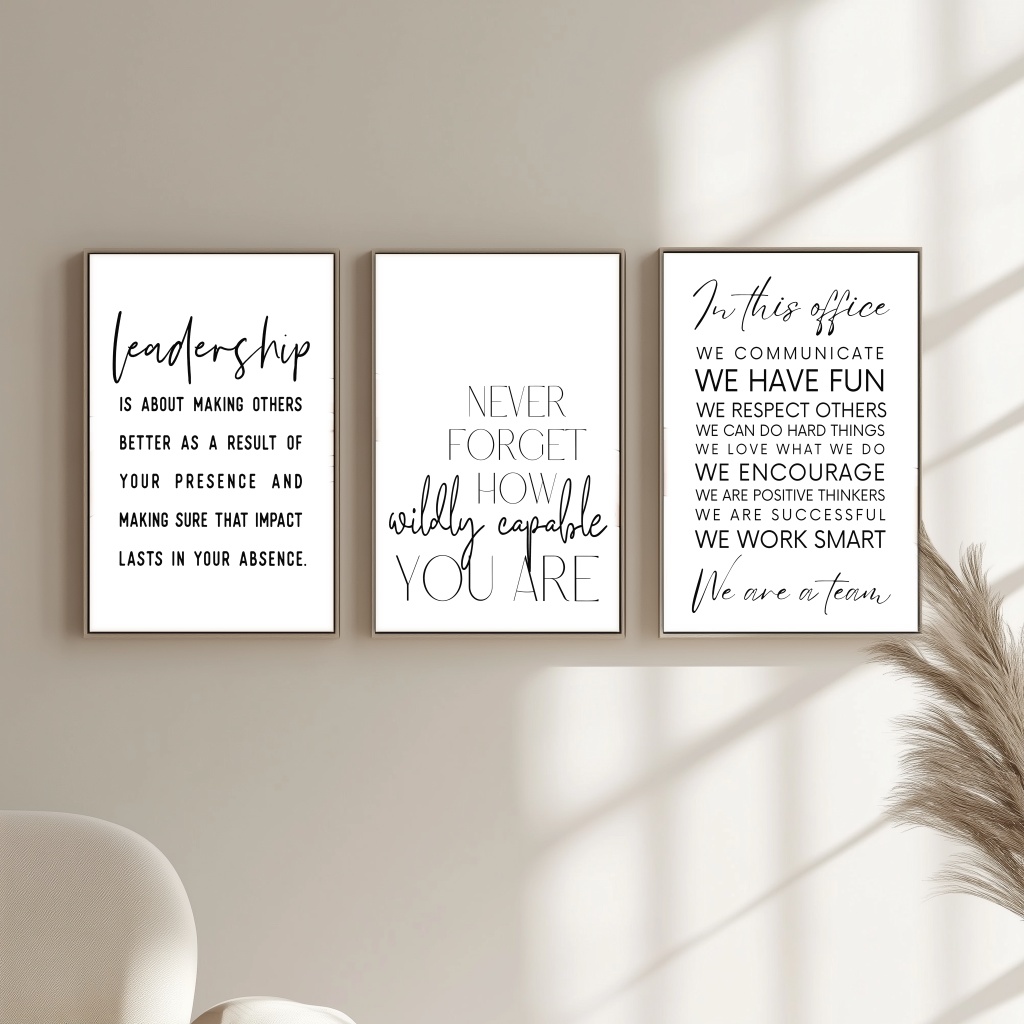 leadership
IS ABOUT MAKING OTHERS
BETTER AS A RESULT OF
YOUR PRESENCE AND
MAKING SURE THAT IMPACT
LASTS IN YOUR ABSENCE.
NEVER
FORGET
HOW
wildly capable
YOU ARE
In this office
WE COMMUNICATE
WE HAVE FUN
WE RESPECT OTHERS
WE CAN DO HARD THINGS
WE LOVE WHAT WE DO
WE ENCOURAGE
WE ARE POSITIVE THINKERS
WE ARE SUCCESSFUL
WE WORK SMART
We are a team